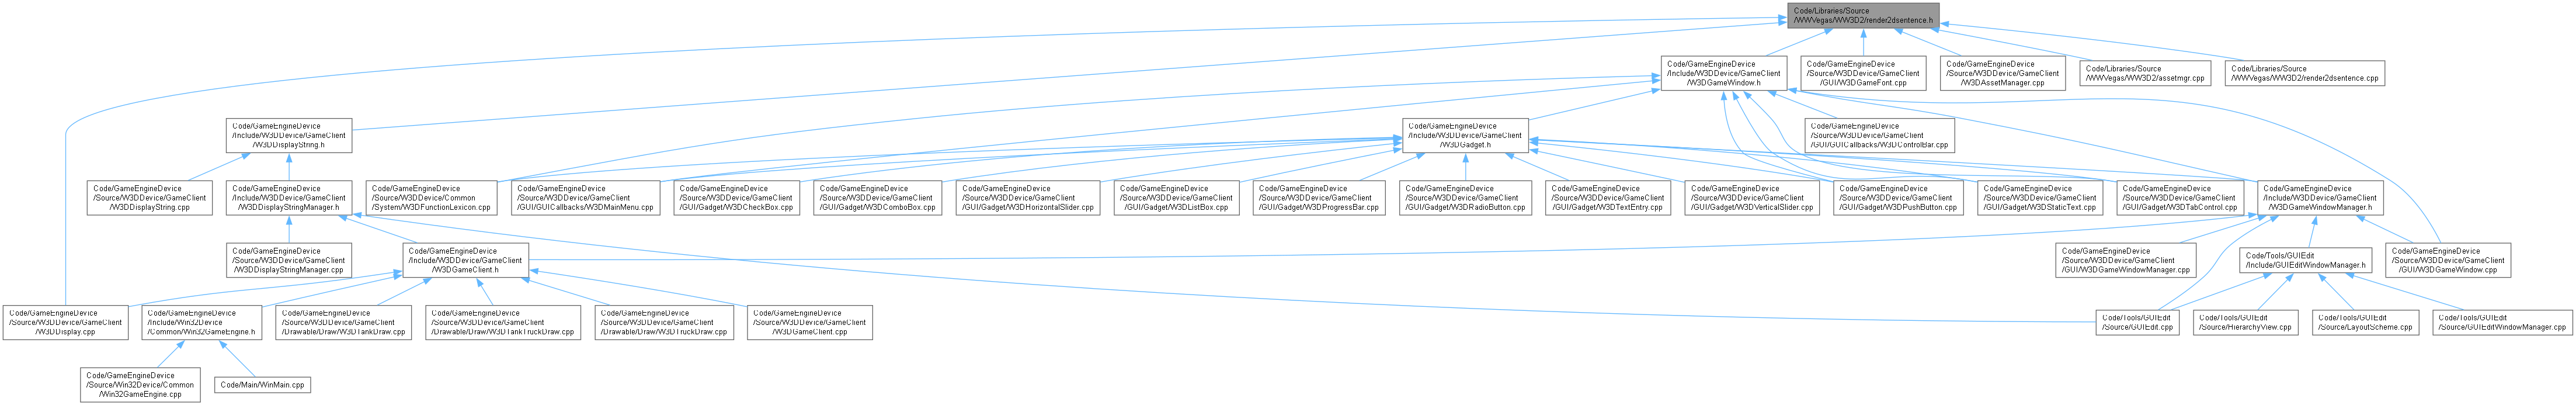 Code/Libraries/Source
/WWVegas/WW3D2/render2dsentence.h
Code/GameEngineDevice
/Include/W3DDevice/GameClient
/W3DGameWindow.h
Code/GameEngineDevice
/Source/W3DDevice/GameClient
/GUI/W3DGameFont.cpp
Code/GameEngineDevice
/Source/W3DDevice/GameClient
/W3DAssetManager.cpp
Code/Libraries/Source
/WWVegas/WW3D2/assetmgr.cpp
Code/Libraries/Source
/WWVegas/WW3D2/render2dsentence.cpp
Code/GameEngineDevice
/Include/W3DDevice/GameClient
/W3DDisplayString.h
Code/GameEngineDevice
/Include/W3DDevice/GameClient
/W3DGadget.h
Code/GameEngineDevice
/Source/W3DDevice/GameClient
/GUI/GUICallbacks/W3DControlBar.cpp
Code/GameEngineDevice
/Source/W3DDevice/GameClient
/W3DDisplayString.cpp
Code/GameEngineDevice
/Include/W3DDevice/GameClient
/W3DDisplayStringManager.h
Code/GameEngineDevice
/Source/W3DDevice/Common
/System/W3DFunctionLexicon.cpp
Code/GameEngineDevice
/Source/W3DDevice/GameClient
/GUI/GUICallbacks/W3DMainMenu.cpp
Code/GameEngineDevice
/Source/W3DDevice/GameClient
/GUI/Gadget/W3DCheckBox.cpp
Code/GameEngineDevice
/Source/W3DDevice/GameClient
/GUI/Gadget/W3DComboBox.cpp
Code/GameEngineDevice
/Source/W3DDevice/GameClient
/GUI/Gadget/W3DHorizontalSlider.cpp
Code/GameEngineDevice
/Source/W3DDevice/GameClient
/GUI/Gadget/W3DListBox.cpp
Code/GameEngineDevice
/Source/W3DDevice/GameClient
/GUI/Gadget/W3DProgressBar.cpp
Code/GameEngineDevice
/Source/W3DDevice/GameClient
/GUI/Gadget/W3DRadioButton.cpp
Code/GameEngineDevice
/Source/W3DDevice/GameClient
/GUI/Gadget/W3DTextEntry.cpp
Code/GameEngineDevice
/Source/W3DDevice/GameClient
/GUI/Gadget/W3DVerticalSlider.cpp
Code/GameEngineDevice
/Source/W3DDevice/GameClient
/GUI/Gadget/W3DPushButton.cpp
Code/GameEngineDevice
/Source/W3DDevice/GameClient
/GUI/Gadget/W3DStaticText.cpp
Code/GameEngineDevice
/Source/W3DDevice/GameClient
/GUI/Gadget/W3DTabControl.cpp
Code/GameEngineDevice
/Include/W3DDevice/GameClient
/W3DGameWindowManager.h
Code/GameEngineDevice
/Source/W3DDevice/GameClient
/W3DDisplayStringManager.cpp
Code/GameEngineDevice
/Include/W3DDevice/GameClient
/W3DGameClient.h
Code/GameEngineDevice
/Source/W3DDevice/GameClient
/GUI/W3DGameWindowManager.cpp
Code/Tools/GUIEdit
/Include/GUIEditWindowManager.h
Code/GameEngineDevice
/Source/W3DDevice/GameClient
/GUI/W3DGameWindow.cpp
Code/GameEngineDevice
/Source/W3DDevice/GameClient
/W3DDisplay.cpp
Code/GameEngineDevice
/Include/Win32Device
/Common/Win32GameEngine.h
Code/GameEngineDevice
/Source/W3DDevice/GameClient
/Drawable/Draw/W3DTankDraw.cpp
Code/GameEngineDevice
/Source/W3DDevice/GameClient
/Drawable/Draw/W3DTankTruckDraw.cpp
Code/GameEngineDevice
/Source/W3DDevice/GameClient
/Drawable/Draw/W3DTruckDraw.cpp
Code/GameEngineDevice
/Source/W3DDevice/GameClient
/W3DGameClient.cpp
Code/Tools/GUIEdit
/Source/GUIEdit.cpp
Code/Tools/GUIEdit
/Source/HierarchyView.cpp
Code/Tools/GUIEdit
/Source/LayoutScheme.cpp
Code/Tools/GUIEdit
/Source/GUIEditWindowManager.cpp
Code/GameEngineDevice
/Source/Win32Device/Common
/Win32GameEngine.cpp
Code/Main/WinMain.cpp